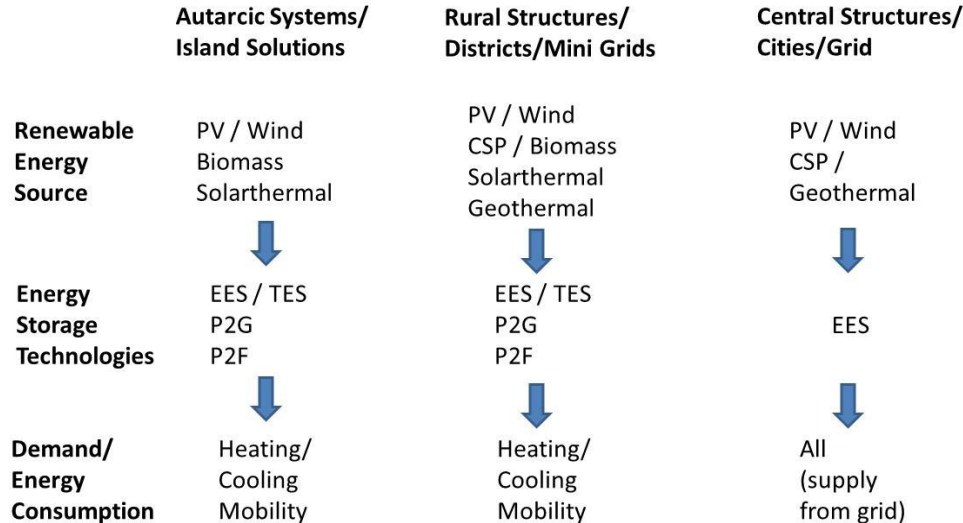 Autarcic Systems/
Island Solutions
Rural Structures/
Districts/Mini Grids
Central Structures/
Cities/Grid
Renewable
Energy
Source
PV / Wind
Biomass
Solarthermal
PV / Wind
CSP / Biomass
Solarthermal
Geothermal
PV / Wind
CSP /
Geothermal
Energy
Storage
Technologies
EES / TES
P2G
P2F
EES / TES
P2G
P2F
EES
Demand/
Energy
Consumption
Heating/
Cooling
Mobility
Heating/
Cooling
Mobility
All
(supply
from grid)